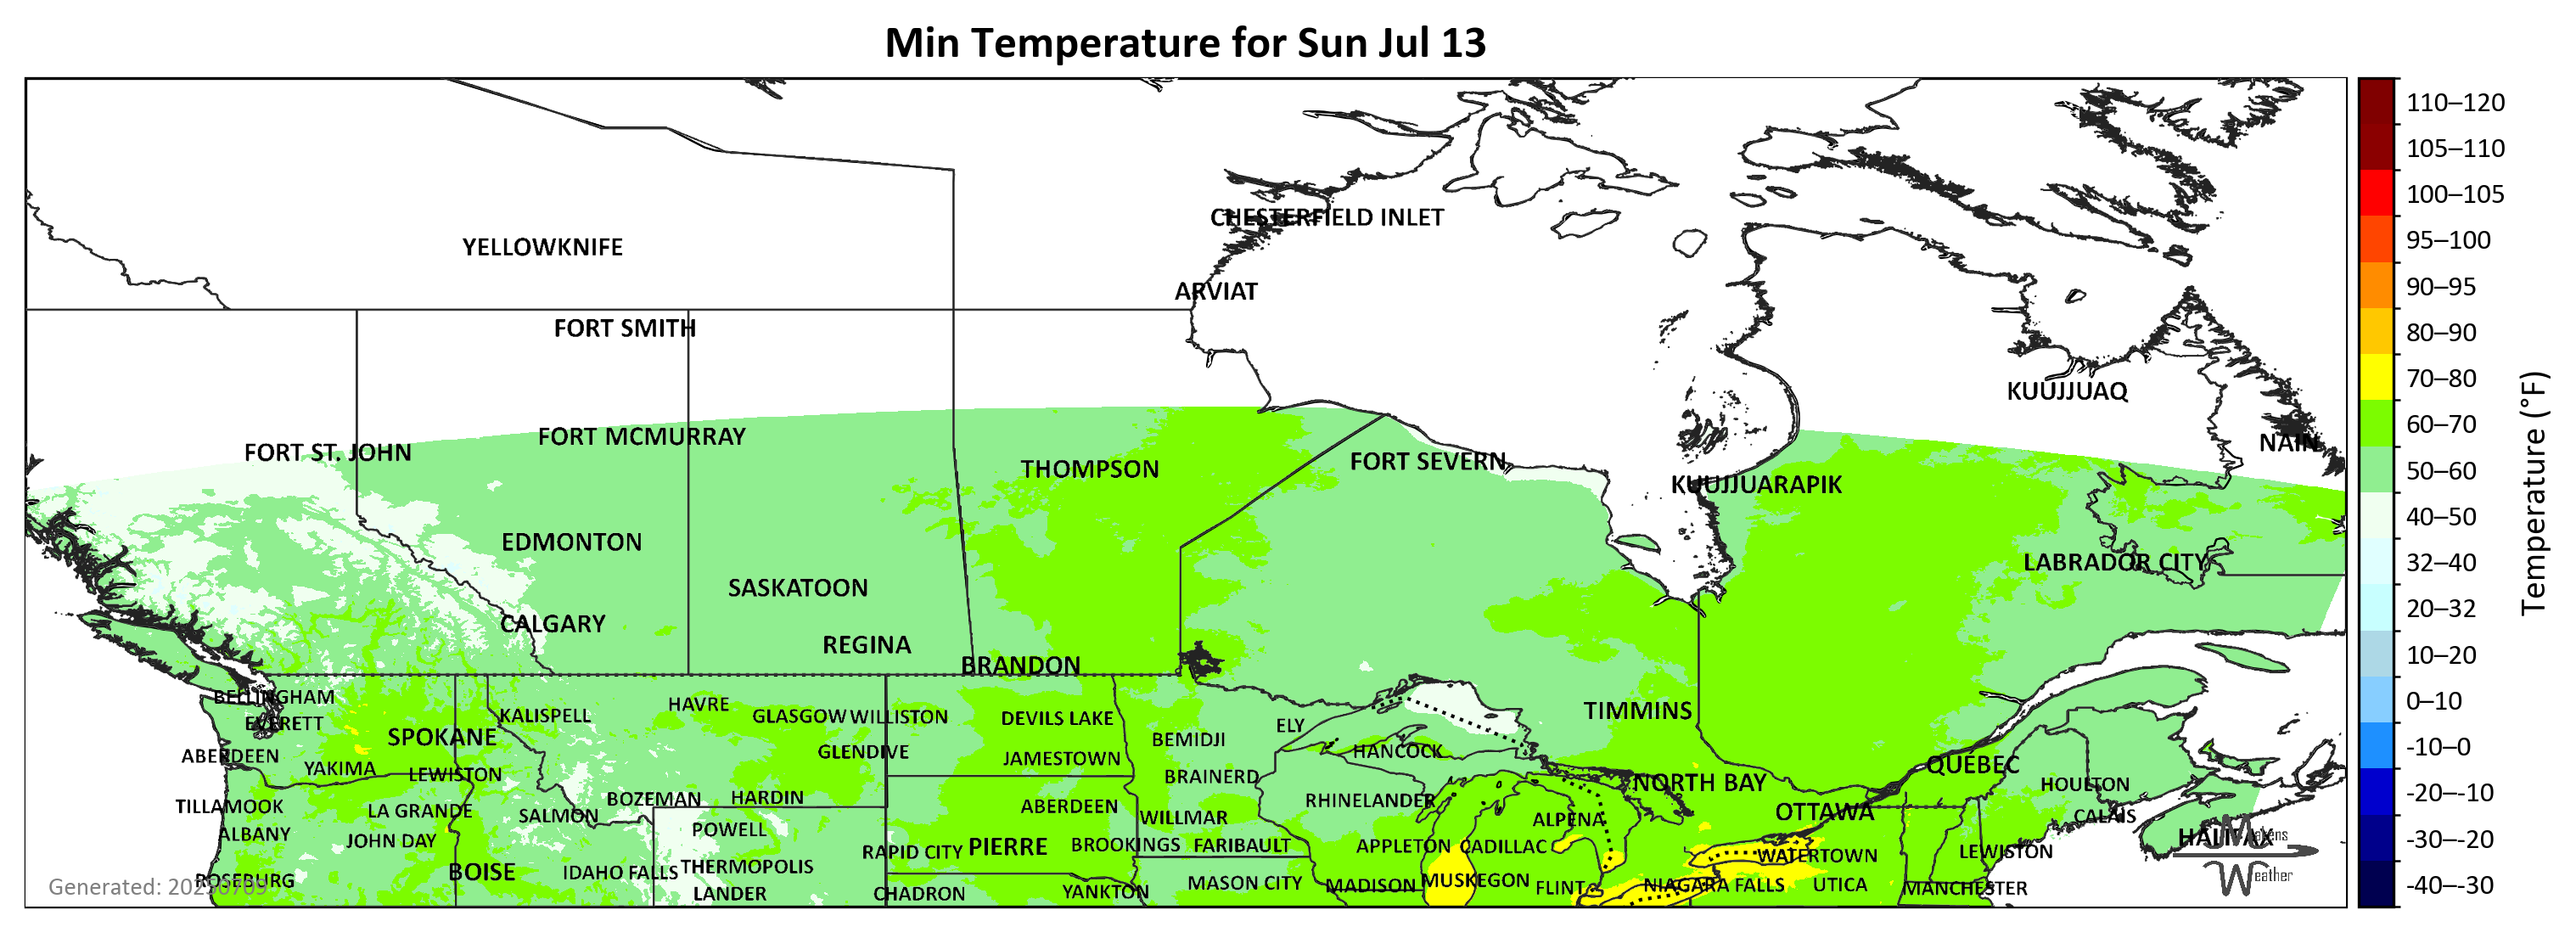 Min Temperature for Sun Jul 13
110–120
105–110
CHESTERFIELD INLET
100–105
YELLOWKNIFE
95–100
ARVIAT
90–95
FORT SMITH
80–90
KUUJJUAQ
70–80
FORT ST. JOHN
FORT MCMURRAY
THOMPSON
FORT SEVERN
KUUJJUARAPIK
NAIN
60–70
50–60
EDMONTON
40–50
SASKATOON
LABRADOR CITY
32–40
CALGARY
REGINA
BRANDON
20–32
10–20
BELLINGHAM
EVERETT
KALISPELL
HAVRE
GLASGOW
WILLISTON
DEVILS LAKE
ELY
TIMMINS
0–10
ABERDEEN
SPOKANE
GLENDIVE
JAMESTOWN
BEMIDJI
HANCOCK
-10–0
YAKIMA
LEWISTON
BRAINERD
NORTH BAY
QUÉBEC
HOULTON
-20–-10
TILLAMOOK
LA GRANDE
SALMON
BOZEMAN
HARDIN
ABERDEEN
WILLMAR
RHINELANDER
ALPENA
OTTAWA
CALAIS
ALBANY
JOHN DAY
POWELL
RAPID CITY
PIERRE
BROOKINGS
FARIBAULT
APPLETON
CADILLAC
WATERTOWN
LEWISTON
HALIFAX
Matens
Weather
-30–-20
ROSEBURG
BOISE
IDAHO FALLS
THERMOPOLIS
LANDER
CHADRON
YANKTON
MASON CITY
MADISON
MUSKEGON
FLINT
NIAGARA FALLS
UTICA
MANCHESTER
-40–-30
Generated: 20250709
Temperature (°F)